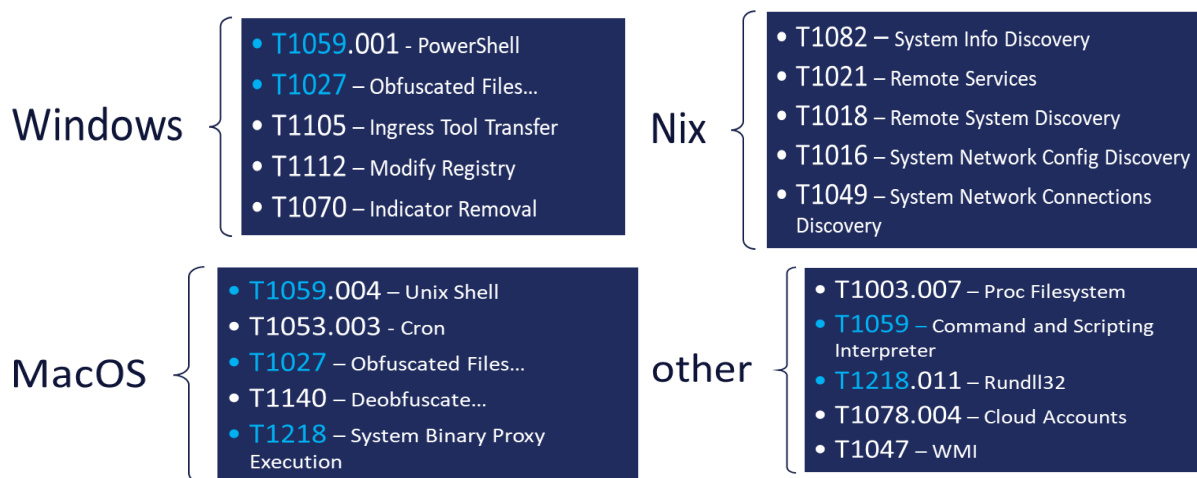 Windows
• T1059.001 - PowerShell
• T1027 – Obfuscated Files…
• T1105 – Ingress Tool Transfer
• T1112 – Modify Registry
• T1070 – Indicator Removal
Nix
• T1082 – System Info Discovery
• T1021 – Remote Services
• T1018 – Remote System Discovery
• T1016 – System Network Config Discovery
• T1049 – System Network Connections
Discovery
MacOS
• T1059.004 – Unix Shell
• T1053.003 - Cron
• T1027 – Obfuscated Files…
• T1140 – Deobfuscate…
• T1218 – System Binary Proxy
Execution
other
• T1003.007 – Proc Filesystem
• T1059 – Command and Scripting
Interpreter
• T1218.011 – Rundll32
• T1078.004 – Cloud Accounts
• T1047 – WMI